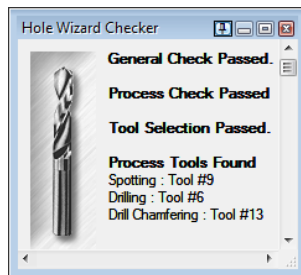 Hole Wizard Checker
General Check Passed.
Process Check Passed
Tool Selection Passed.
Process Tools Found
Spotting : Tool #9
Drilling : Tool #6
Drill Chamfering : Tool #13